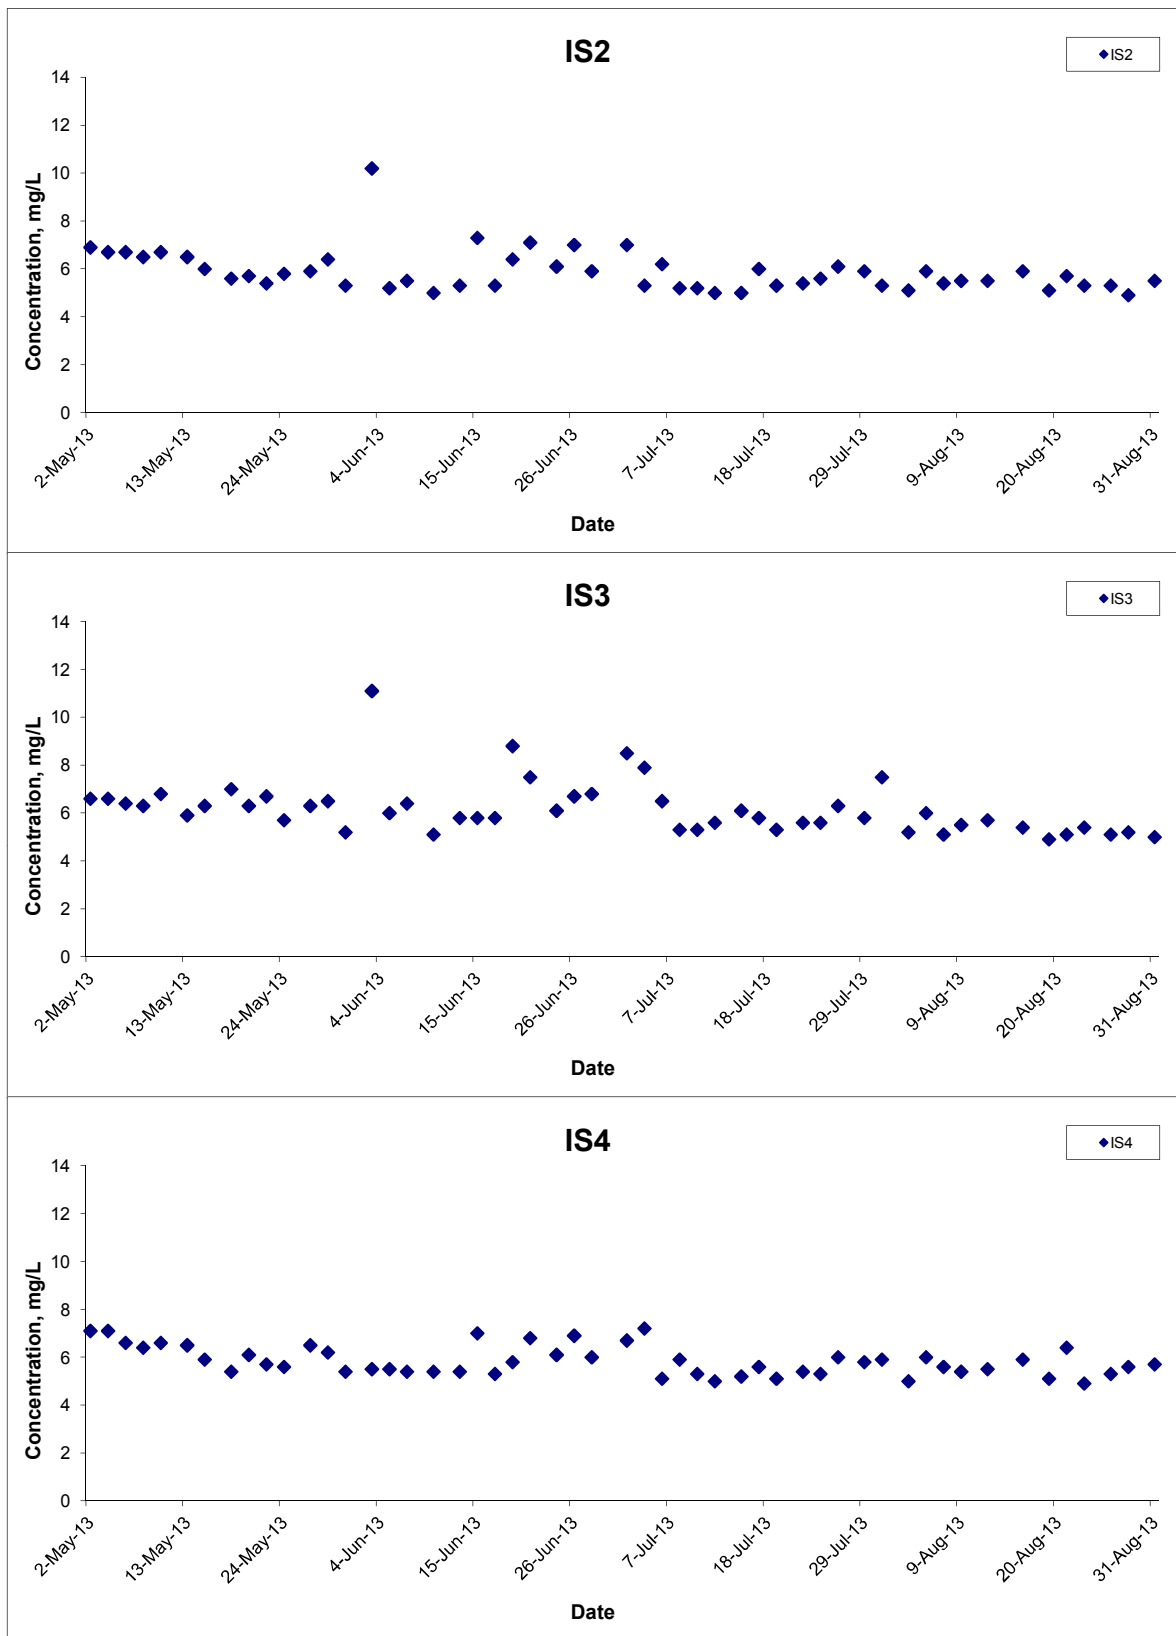 IS2
IS2
14
12
10
8
6
4
2
0
Concentration, mg/L
2-May-13
13-May-13
24-May-13
4-Jun-13
15-Jun-13
26-Jun-13
7-Jul-13
18-Jul-13
29-Jul-13
9-Aug-13
20-Aug-13
31-Aug-13
Date
IS3
IS3
14
12
10
8
6
4
2
0
Concentration, mg/L
2-May-13
13-May-13
24-May-13
4-Jun-13
15-Jun-13
26-Jun-13
7-Jul-13
18-Jul-13
29-Jul-13
9-Aug-13
20-Aug-13
31-Aug-13
Date
IS4
IS4
14
12
10
8
6
4
2
0
Concentration, mg/L
2-May-13
13-May-13
24-May-13
4-Jun-13
15-Jun-13
26-Jun-13
7-Jul-13
18-Jul-13
29-Jul-13
9-Aug-13
20-Aug-13
31-Aug-13
Date